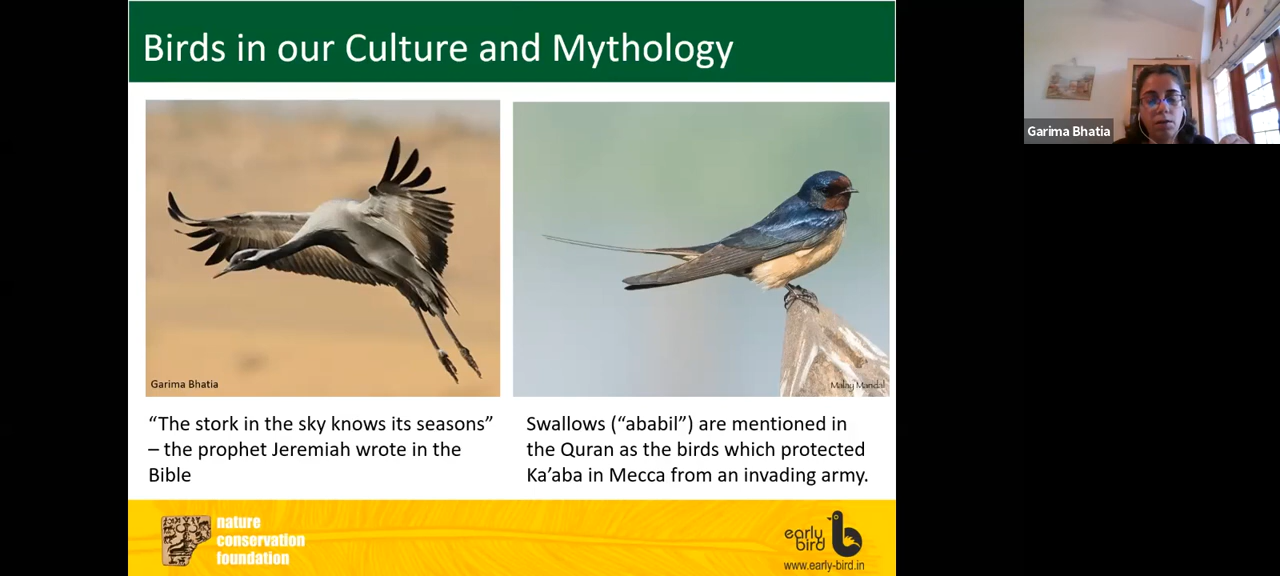 Birds in our Culture and Mythology
Garima Bhatia
Garima Bhatia
Malay Mandal
“The stork in the sky knows its seasons”
– the prophet Jeremiah wrote in the
Bible
Swallows (“ababil”) are mentioned in
the Quran as the birds which protected
Ka’aba in Mecca from an invading army.
nature
conservation
foundation
early
bird
www.early-bird.in